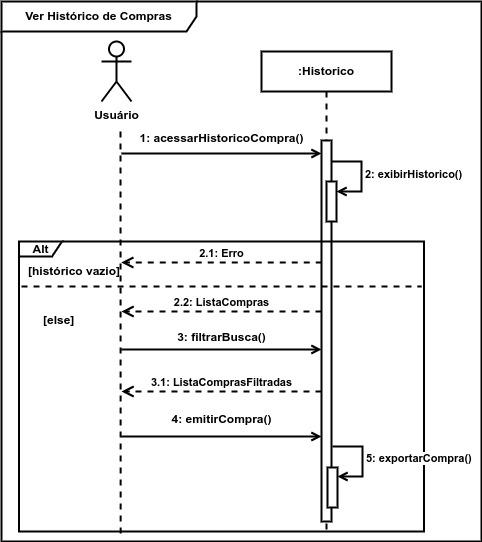 Ver Histórico de Compras
:Historico
Usuário
1: acessarHistoricoCompra()
2: exibirHistorico()
Alt
2.1: Erro
[histórico vazio]
2.2: ListaCompras
[else]
3: filtrarBusca()
3.1: ListaComprasFiltradas
4: emitirCompra()
5: exportarCompra()